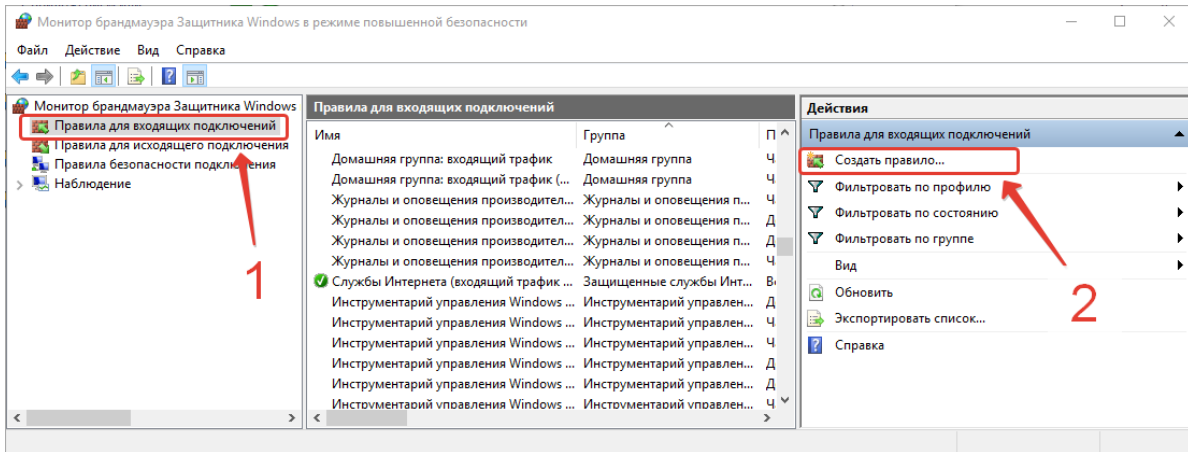 Монитор брандмауэра Защитника Windows в режиме повышенной безопасности
Файл Действие Вид Справка
Монитор брандмауэра Защитника Windows
Правила для входящих подключений
Правила для исходящего подключения
Правила безопасности подключения
Наблюдение
1
Правила для входящих подключений
Имя Группа П
Домашняя группа: входящий трафик Домашняя группа Ч
Домашняя группа: входящий трафик (... Домашняя группа Ч
Журналы и оповещения производител... Журналы и оповещения п... Ч
Журналы и оповещения производител... Журналы и оповещения п... Д
Журналы и оповещения производител... Журналы и оповещения п... Д
Журналы и оповещения производител... Журналы и оповещения п... Ч
Службы Интернета (входящий трафик ... Защищенные службы Инт... В
Инструментарий управления Windows ... Инструментарий управлен... Д
Инструментарий управления Windows ... Инструментарий управлен... Ч
Инструментарий управления Windows ... Инструментарий управлен... Ч
Инструментарий управления Windows ... Инструментарий управлен... Д
Инструментарий управления Windows ... Инструментарий управлен... Д
Инструментарий управления Windows ... Инструментарий управлен... Ч
Действия
Правила для входящих подключений
Создать правило...
Фильтровать по профилю
Фильтровать по состоянию
Фильтровать по группе
Вид
Обновить
Экспортировать список...
Справка
2